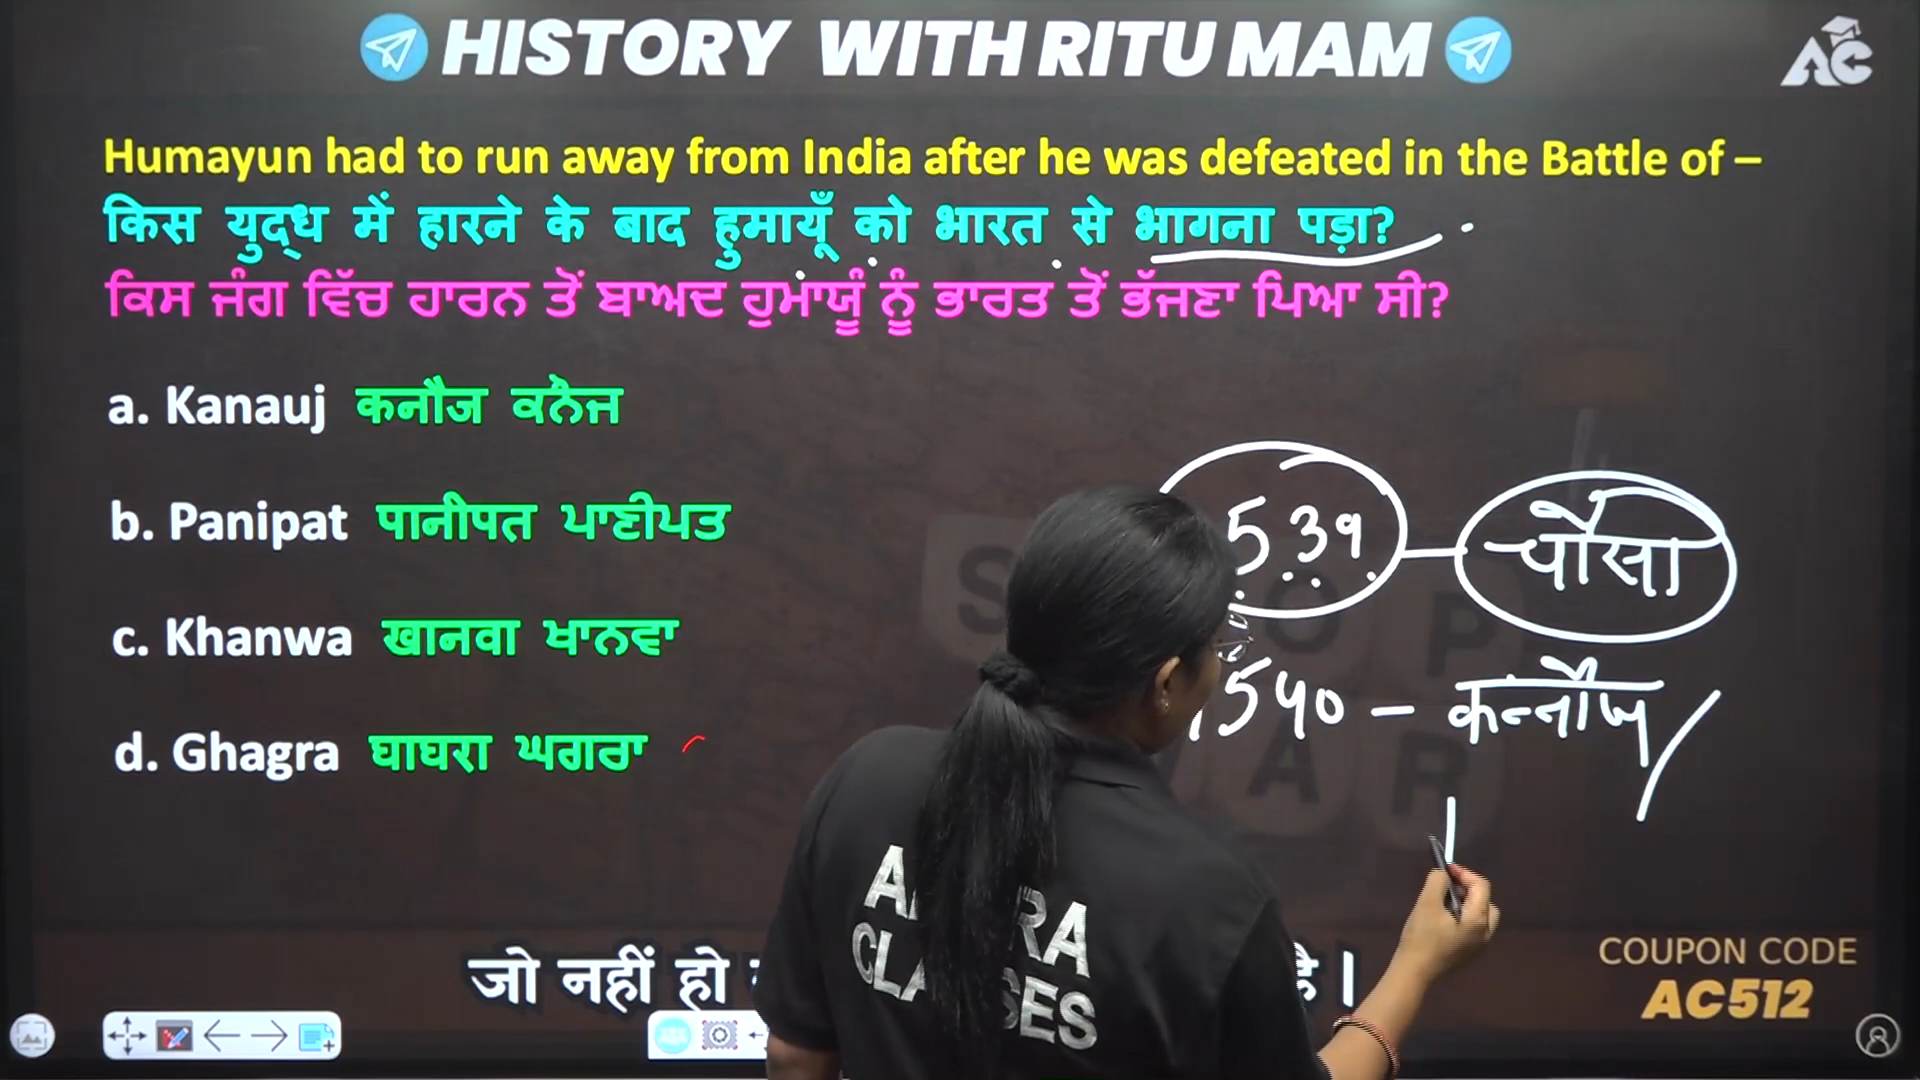 HISTORY WITH RITU MAM
AC
Humayun had to run away from India after he was defeated in the Battle of –
किस युद्ध में हारने के बाद हुमायूँ को भारत से भागना पड़ा?
ਕਿਸ ਜੰਗ ਵਿੱਚ ਹਾਰਨ ਤੋਂ ਬਾਅਦ ਹੁਮਾਯੂੰ ਨੂੰ ਭਾਰਤ ਤੋਂ ਭੱਜਣਾ ਪਿਆ ਸੀ?
a. Kanauj कनौज ਕਨੌਜ
b. Panipat पानीपत ਪਾਣੀਪਤ
c. Khanwa खानवा ਖਾਨਵਾ
d. Ghagra घाघरा ਘਗਰਾ
539 – चौसा
1540 – कन्नौज
CLASSES
जो नहीं हो
है।
COUPON CODE
AC512